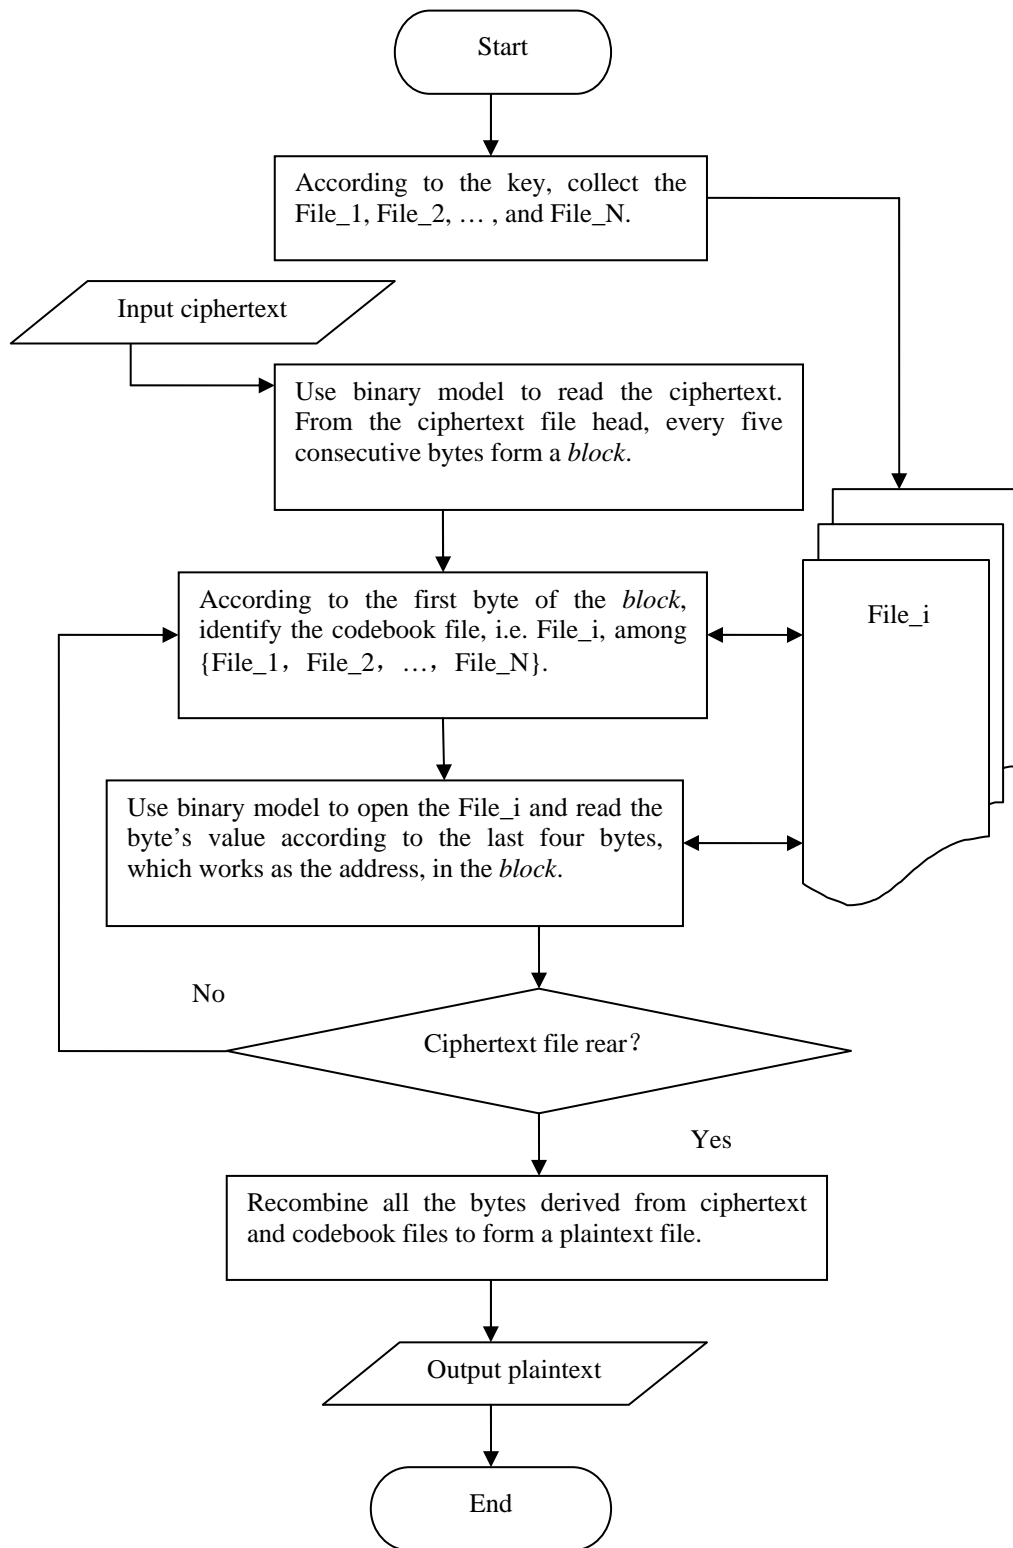 Start
According to the key, collect the
File_1, File_2, … , and File_N.
Input ciphertext
Use binary model to read the ciphertext.
From the ciphertext file head, every five
consecutive bytes form a block.
According to the first byte of the block,
identify the codebook file, i.e. File_i, among
{File_1，File_2，…，File_N}.
File_i
Use binary model to open the File_i and read the
byte’s value according to the last four bytes,
which works as the address, in the block.
No
Ciphertext file rear？
Yes
Recombine all the bytes derived from ciphertext
and codebook files to form a plaintext file.
Output plaintext
End